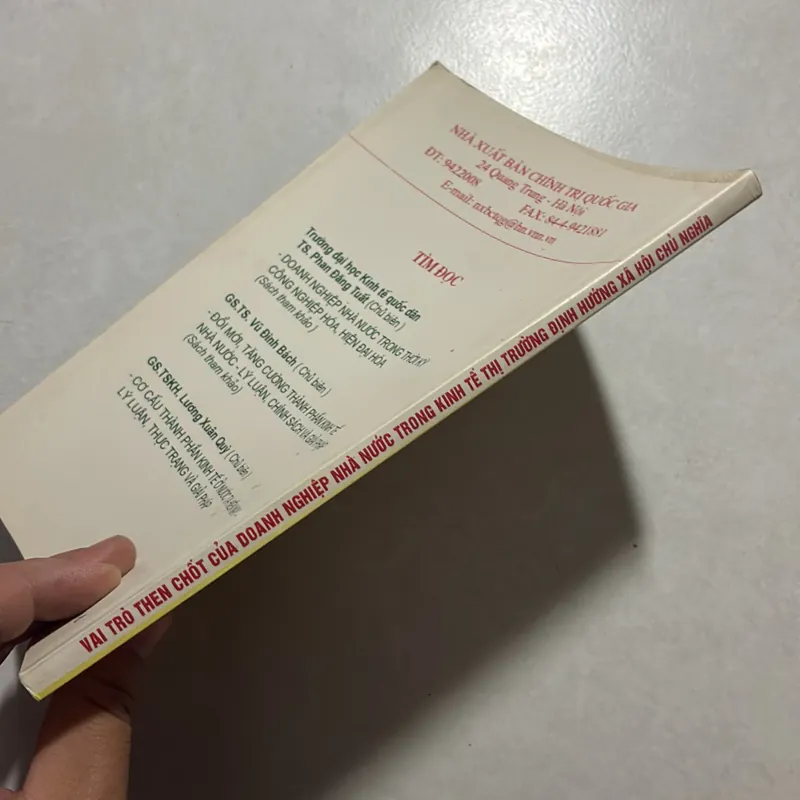 NHÀ XUẤT BẢN CHÍNH TRỊ QUỐC GIA
24 Quang Trung - Hà Nội
ĐT: 9422008 FAX: 844-9421881
E-mail: nxbctqg@hn.vnn.vn
TÌM ĐỌC
Trường đại học Kinh tế quốc dân
TS. Phan Đăng Tuất (Chủ biên)
- DOANH NGHIỆP NHÀ NƯỚC TRONG THỜI KỲ
CÔNG NGHIỆP HÓA, HIỆN ĐẠI HÓA
(Sách tham khảo)
GS.TS. Vũ Đình Bách (Chủ biên)
- ĐỔI MỚI, TĂNG CƯỜNG THÀNH PHẦN KINH TẾ
NHÀ NƯỚC - LÝ LUẬN, CHÍNH SÁCH VÀ GIẢI PHÁP
(Sách tham khảo)
GS.TSKH. Lương Xuân Quỳ (Chủ biên)
- CƠ CẤU THÀNH PHẦN KINH TẾ Ở NƯỚC TA HIỆN NAY -
LÝ LUẬN, THỰC TRẠNG VÀ GIẢI PHÁP
VAI TRÒ THEN CHỐT CỦA DOANH NGHIỆP NHÀ NƯỚC TRONG KINH TẾ THỊ TRƯỜNG ĐỊNH HƯỚNG XÃ HỘI CHỦ NGHĨA